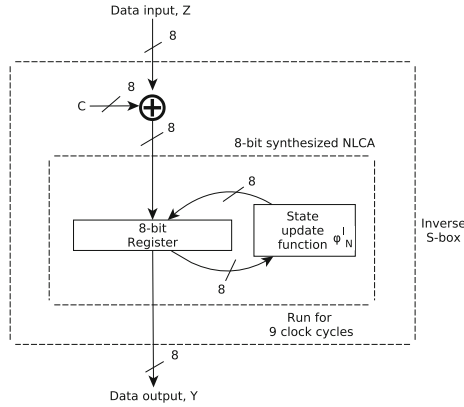 Data input, Z
8
8
C
8
8-bit synthesized NLCA
8
State
update
function φ^I_N
8-bit
Register
Inverse
S-box
8
Run for
9 clock cycles
8
Data output, Y